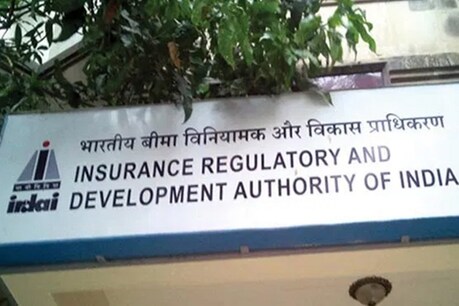 भारतीय बीमा विनियामक और विकास प्राधिकरण
INSURANCE REGULATORY AND
DEVELOPMENT AUTHORITY OF INDIA
irdai